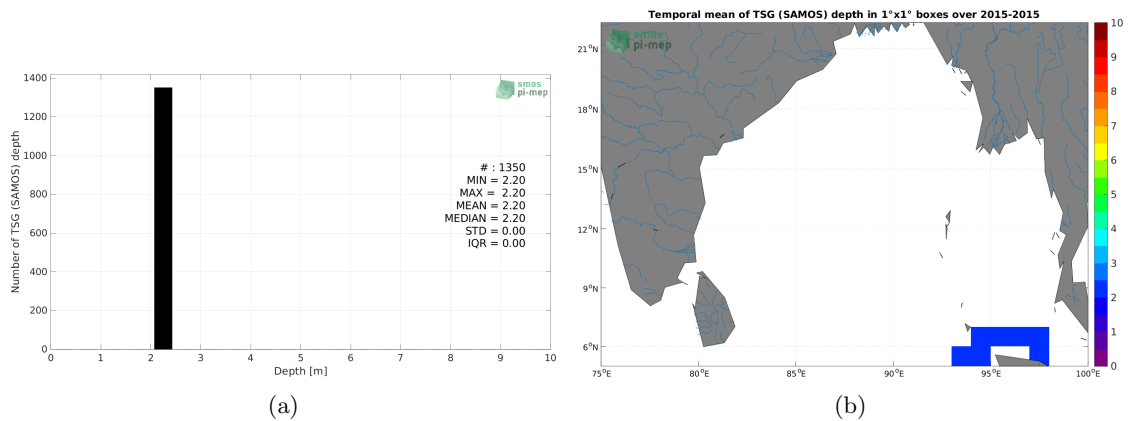 smos
pi-mep
1400
1200
1000
800
600
400
200
0
Number of TSG (SAMOS) depth
# : 1350
MIN = 2.20
MAX = 2.20
MEAN = 2.20
MEDIAN = 2.20
STD = 0.00
IQR = 0.00
0 1 2 3 4 5 6 7 8 9 10
Depth [m]
(a)
Temporal mean of TSG (SAMOS) depth in 1°x1° boxes over 2015-2015
smos
pi-mep
21°N
18°N
15°N
12°N
9°N
6°N
75°E 80°E 85°E 90°E 95°E 100°E
10
9
8
7
6
5
4
3
2
1
0
(b)